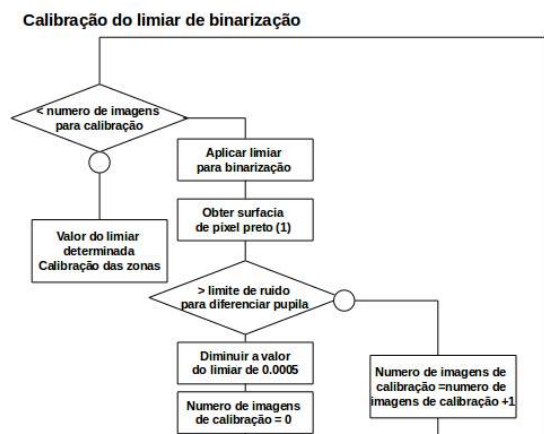 Calibração do limiar de binarização
< numero de imagens
para calibração
Aplicar limiar
para binarização
Obter surfacia
de pixel preto (1)
Valor do limiar
determinada
Calibração das zonas
> limite de ruido
para diferenciar pupila
Diminuir a valor
do limiar de 0.0005
Numero de imagens
de calibração = 0
Numero de imagens de
calibração =numero de
imagens de calibração +1